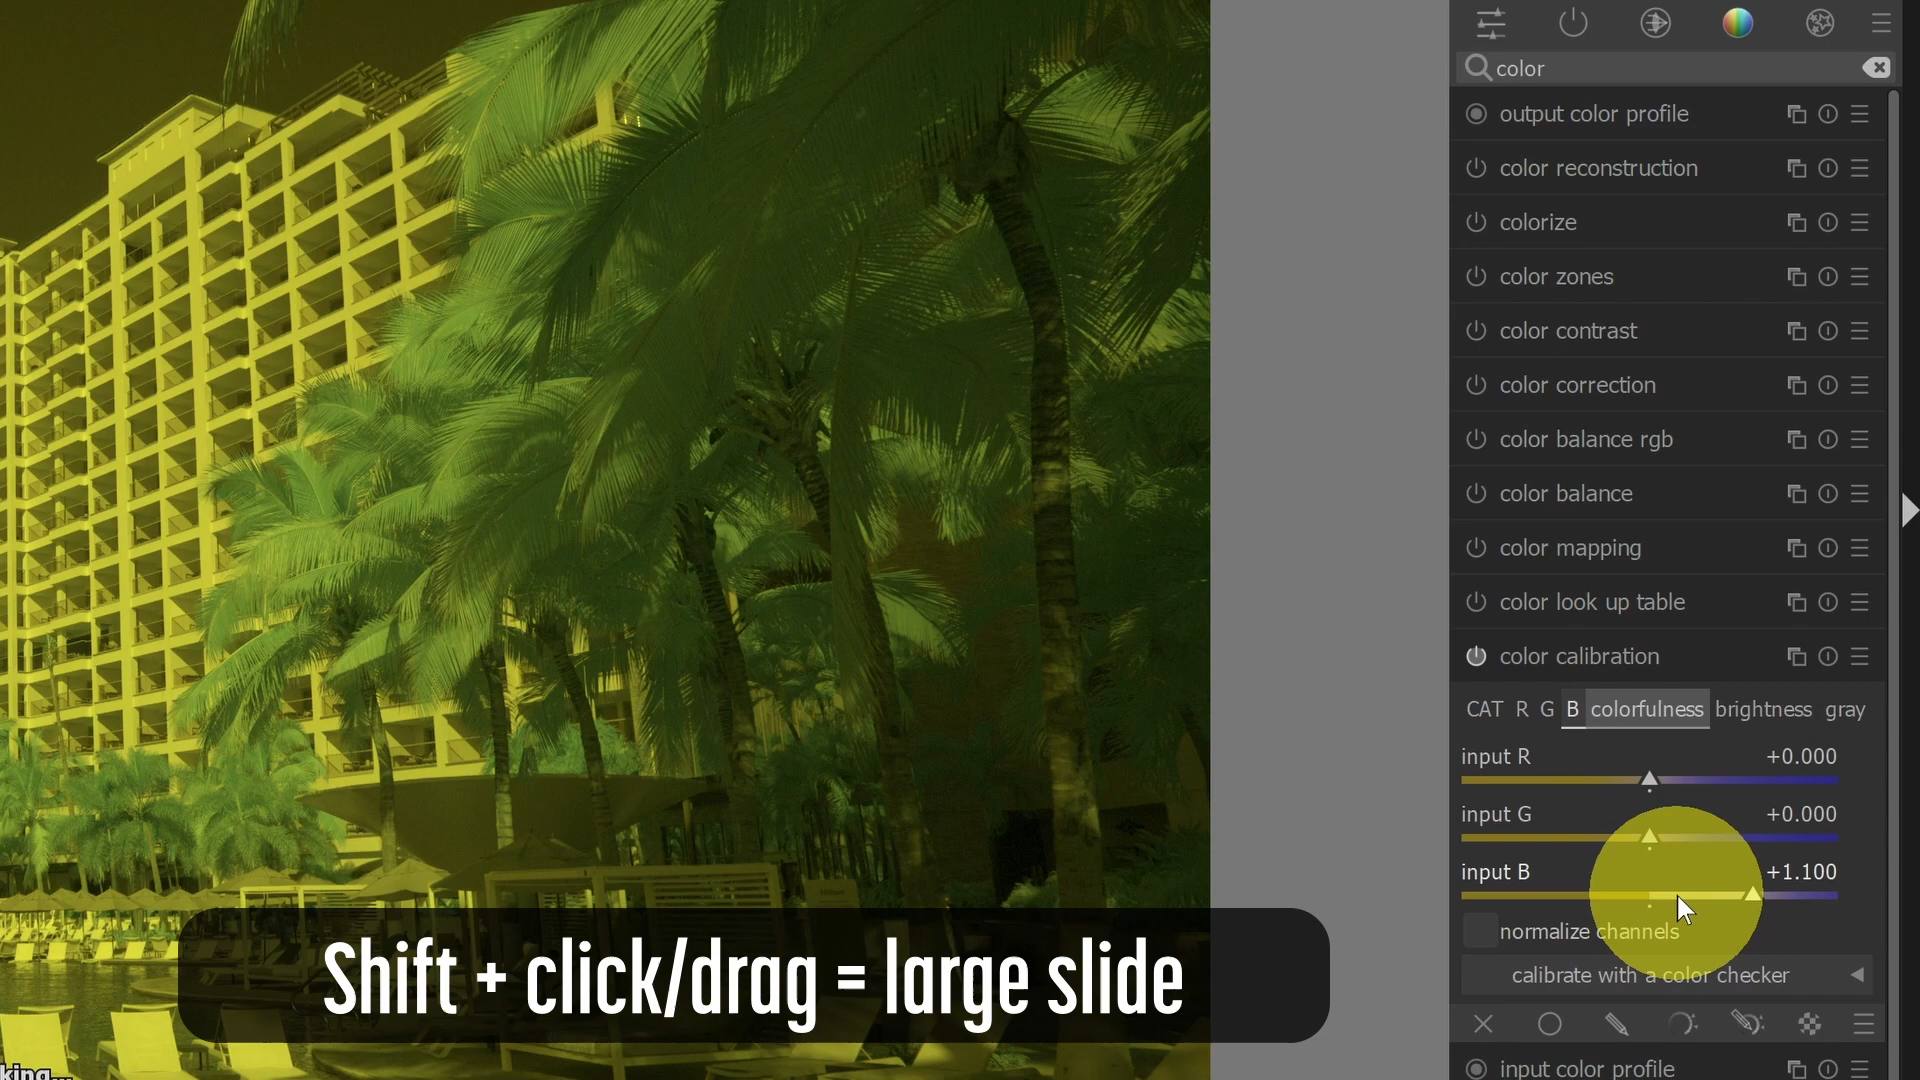 color
output color profile
color reconstruction
colorize
color zones
color contrast
color correction
color balance rgb
color balance
color mapping
color look up table
color calibration
CAT R G B colorfulness brightness gray
input R +0.000
input G +0.000
input B +1.100
normalize channels
calibrate with a color checker
input color profile
Shift + click/drag = large slide
king...